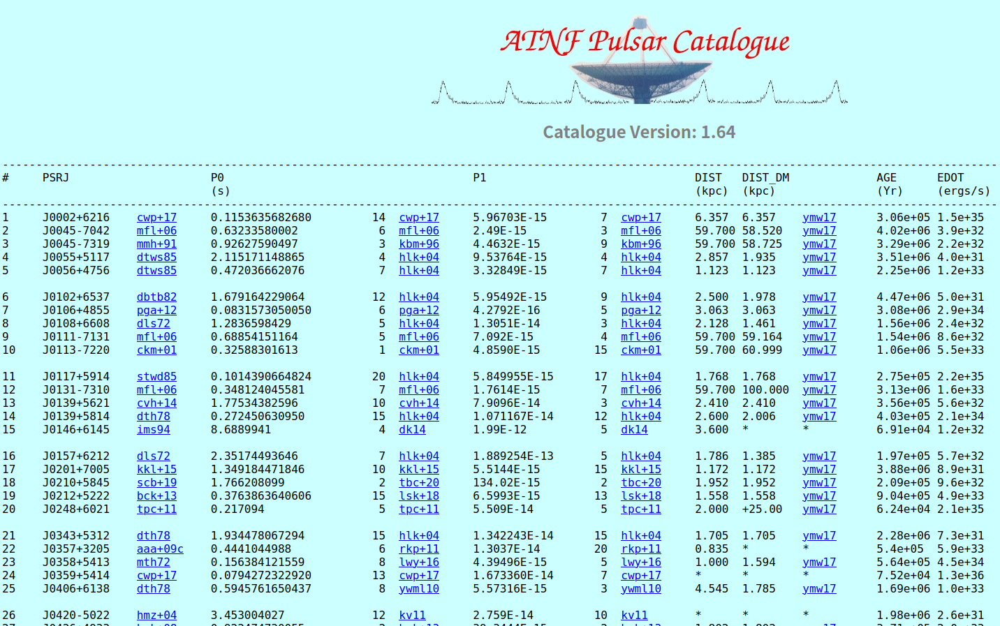 ATNF Pulsar Catalogue
Catalogue Version: 1.64
# PSRJ P0 P1 DIST DIST_DM AGE EDOT
(s) (kpc) (kpc) (Yr) (ergs/s)
1 J0002+6216 cwp+17 0.1153635682680 14 cwp+17 5.96703E-15 7 cwp+17 6.357 6.357 ymw17 3.06e+05 1.5e+35
2 J0045-7042 mfl+06 0.63233580002 6 mfl+06 2.49E-15 3 mfl+06 59.700 58.520 ymw17 4.02e+06 3.9e+32
3 J0045-7319 mmh+91 0.92627590497 3 kbm+96 4.4632E-15 9 kbm+96 59.700 58.725 ymw17 3.29e+06 2.2e+32
4 J0055+5117 dtws85 2.115171148865 4 hlk+04 9.53764E-15 4 hlk+04 2.857 1.935 ymw17 3.51e+06 4.0e+31
5 J0056+4756 dtws85 0.472036662076 7 hlk+04 3.32849E-15 7 hlk+04 1.123 1.123 ymw17 2.25e+06 1.2e+33
6 J0102+6537 dbtb82 1.679164229064 12 hlk+04 5.95492E-15 9 hlk+04 2.500 1.978 ymw17 4.47e+06 5.0e+31
7 J0106+4855 pga+12 0.0831573050050 6 pga+12 4.2792E-16 5 pga+12 3.063 3.063 ymw17 3.08e+06 2.9e+34
8 J0108+6608 dls72 1.2836598429 5 hlk+04 1.3051E-14 3 hlk+04 2.128 1.461 ymw17 1.56e+06 2.4e+32
9 J0111-7131 mfl+06 0.68854151164 5 mfl+06 7.092E-15 4 mfl+06 59.700 59.164 ymw17 1.54e+06 8.6e+32
10 J0113-7220 ckm+01 0.32588301613 1 ckm+01 4.8590E-15 15 ckm+01 59.700 60.999 ymw17 1.06e+06 5.5e+33
11 J0117+5914 stwd85 0.1014390664824 20 hlk+04 5.849955E-15 17 hlk+04 1.768 1.768 ymw17 2.75e+05 2.2e+35
12 J0131-7310 mfl+06 0.348124045581 7 mfl+06 1.7614E-15 7 mfl+06 59.700 100.000 ymw17 3.13e+06 1.6e+33
13 J0139+5621 cvh+14 1.77534382596 10 cvh+14 7.9096E-14 3 cvh+14 2.410 2.410 ymw17 3.56e+05 5.6e+32
14 J0139+5814 dth78 0.272450630950 15 hlk+04 1.071167E-14 12 hlk+04 2.600 2.006 ymw17 4.03e+05 2.1e+34
15 J0146+6145 ims94 8.6889941 4 dk14 1.99E-12 5 dk14 3.600 * * 6.91e+04 1.2e+32
16 J0157+6212 dls72 2.35174493646 7 hlk+04 1.889254E-13 5 hlk+04 1.786 1.385 ymw17 1.97e+05 5.7e+32
17 J0201+7005 kkl+15 1.349184471846 10 kkl+15 5.5144E-15 15 kkl+15 1.172 1.172 ymw17 3.88e+06 8.9e+31
18 J0210+5845 scb+19 1.766208099 2 tbc+20 134.02E-15 2 tbc+20 1.952 1.952 ymw17 2.09e+05 9.6e+32
19 J0212+5222 bck+13 0.3763863640606 15 lsk+18 6.5993E-15 13 lsk+18 1.558 1.558 ymw17 9.04e+05 4.9e+33
20 J0248+6021 tpc+11 0.217094 5 tpc+11 5.509E-14 5 tpc+11 2.000 +25.00 ymw17 6.24e+04 2.1e+35
21 J0343+5312 dth78 1.934478067294 15 hlk+04 1.342243E-14 15 hlk+04 1.705 1.705 ymw17 2.28e+06 7.3e+31
22 J0357+3205 aaa+09c 0.4441044988 6 rkp+11 1.3037E-14 20 rkp+11 0.835 * * 5.4e+05 5.9e+33
23 J0358+5413 mth72 0.156384121559 8 lwy+16 4.39496E-15 5 lwy+16 1.000 1.594 ymw17 5.64e+05 4.5e+34
24 J0359+5414 cwp+17 0.0794272322920 13 cwp+17 1.673360E-14 7 cwp+17 * * * 7.52e+04 1.3e+36
25 J0406+6138 dth78 0.5945761650437 8 ywml10 5.57316E-15 3 ywml10 4.545 1.785 ymw17 1.69e+06 1.0e+33
26 J0420-5022 hmz+04 3.453004027 12 kv11 2.759E-14 10 kv11 * * * 1.98e+06 2.6e+31